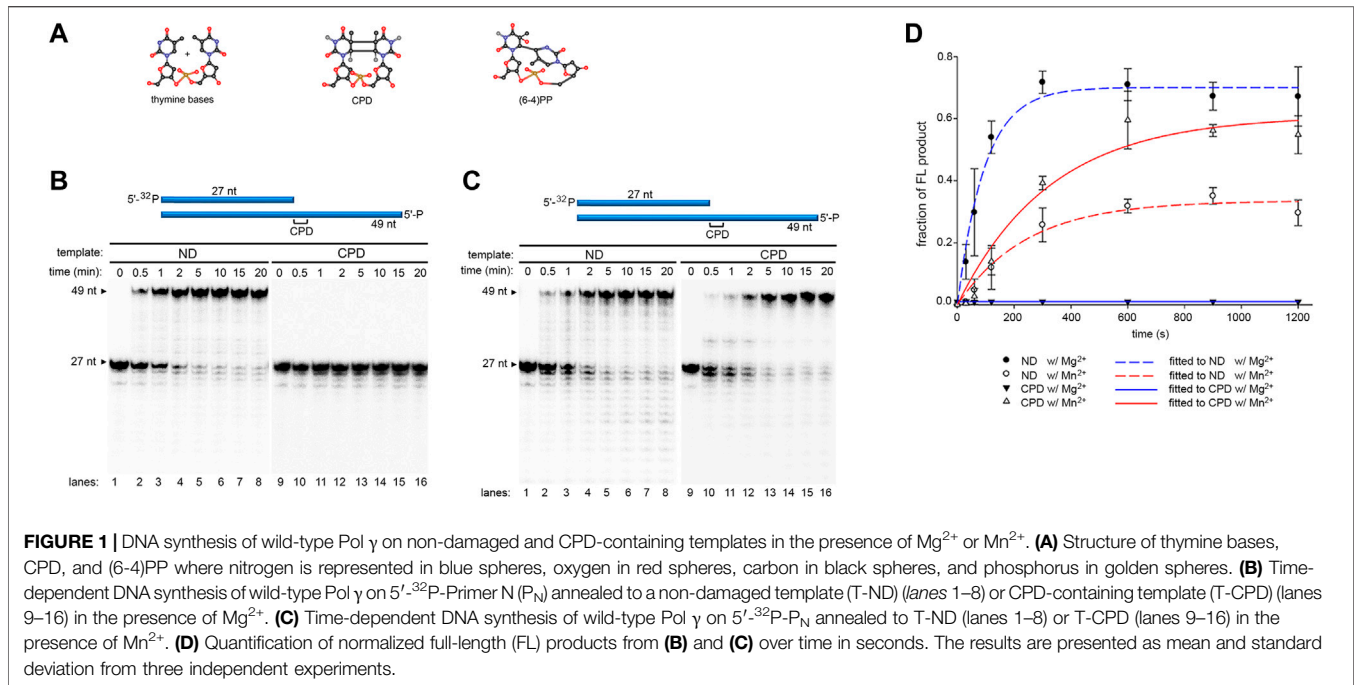 A
+
thymine bases
CPD
(6-4)PP
B
27 nt
5'-³²P
5'-P
CPD
49 nt
template: ND CPD
time (min): 0 0.5 1 2 5 10 15 20 0 0.5 1 2 5 10 15 20
49 nt
27 nt
lanes: 1 2 3 4 5 6 7 8 9 10 11 12 13 14 15 16
C
27 nt
5'-³²P
5'-P
CPD
49 nt
template: ND CPD
time (min): 0 0.5 1 2 5 10 15 20 0 0.5 1 2 5 10 15 20
49 nt
27 nt
lanes: 1 2 3 4 5 6 7 8 9 10 11 12 13 14 15 16
D
fraction of FL product
0.8
0.6
0.4
0.2
0.0
0 200 400 600 800 1000 1200
time (s)
ND w/ Mg²⁺ fitted to ND w/ Mg²⁺
ND w/ Mn²⁺ fitted to ND w/ Mn²⁺
CPD w/ Mg²⁺ fitted to CPD w/ Mg²⁺
CPD w/ Mn²⁺ fitted to CPD w/ Mn²⁺
FIGURE 1 | DNA synthesis of wild-type Pol γ on non-damaged and CPD-containing templates in the presence of Mg²⁺ or Mn²⁺. (A) Structure of thymine bases,
CPD, and (6-4)PP where nitrogen is represented in blue spheres, oxygen in red spheres, carbon in black spheres, and phosphorus in golden spheres. (B) Time-
dependent DNA synthesis of wild-type Pol γ on 5′-³²P-Primer N (P_N) annealed to a non-damaged template (T-ND) (lanes 1–8) or CPD-containing template (T-CPD) (lanes
9–16) in the presence of Mg²⁺. (C) Time-dependent DNA synthesis of wild-type Pol γ on 5′-³²P-P_N annealed to T-ND (lanes 1–8) or T-CPD (lanes 9–16) in the
presence of Mn²⁺. (D) Quantification of normalized full-length (FL) products from (B) and (C) over time in seconds. The results are presented as mean and standard
deviation from three independent experiments.